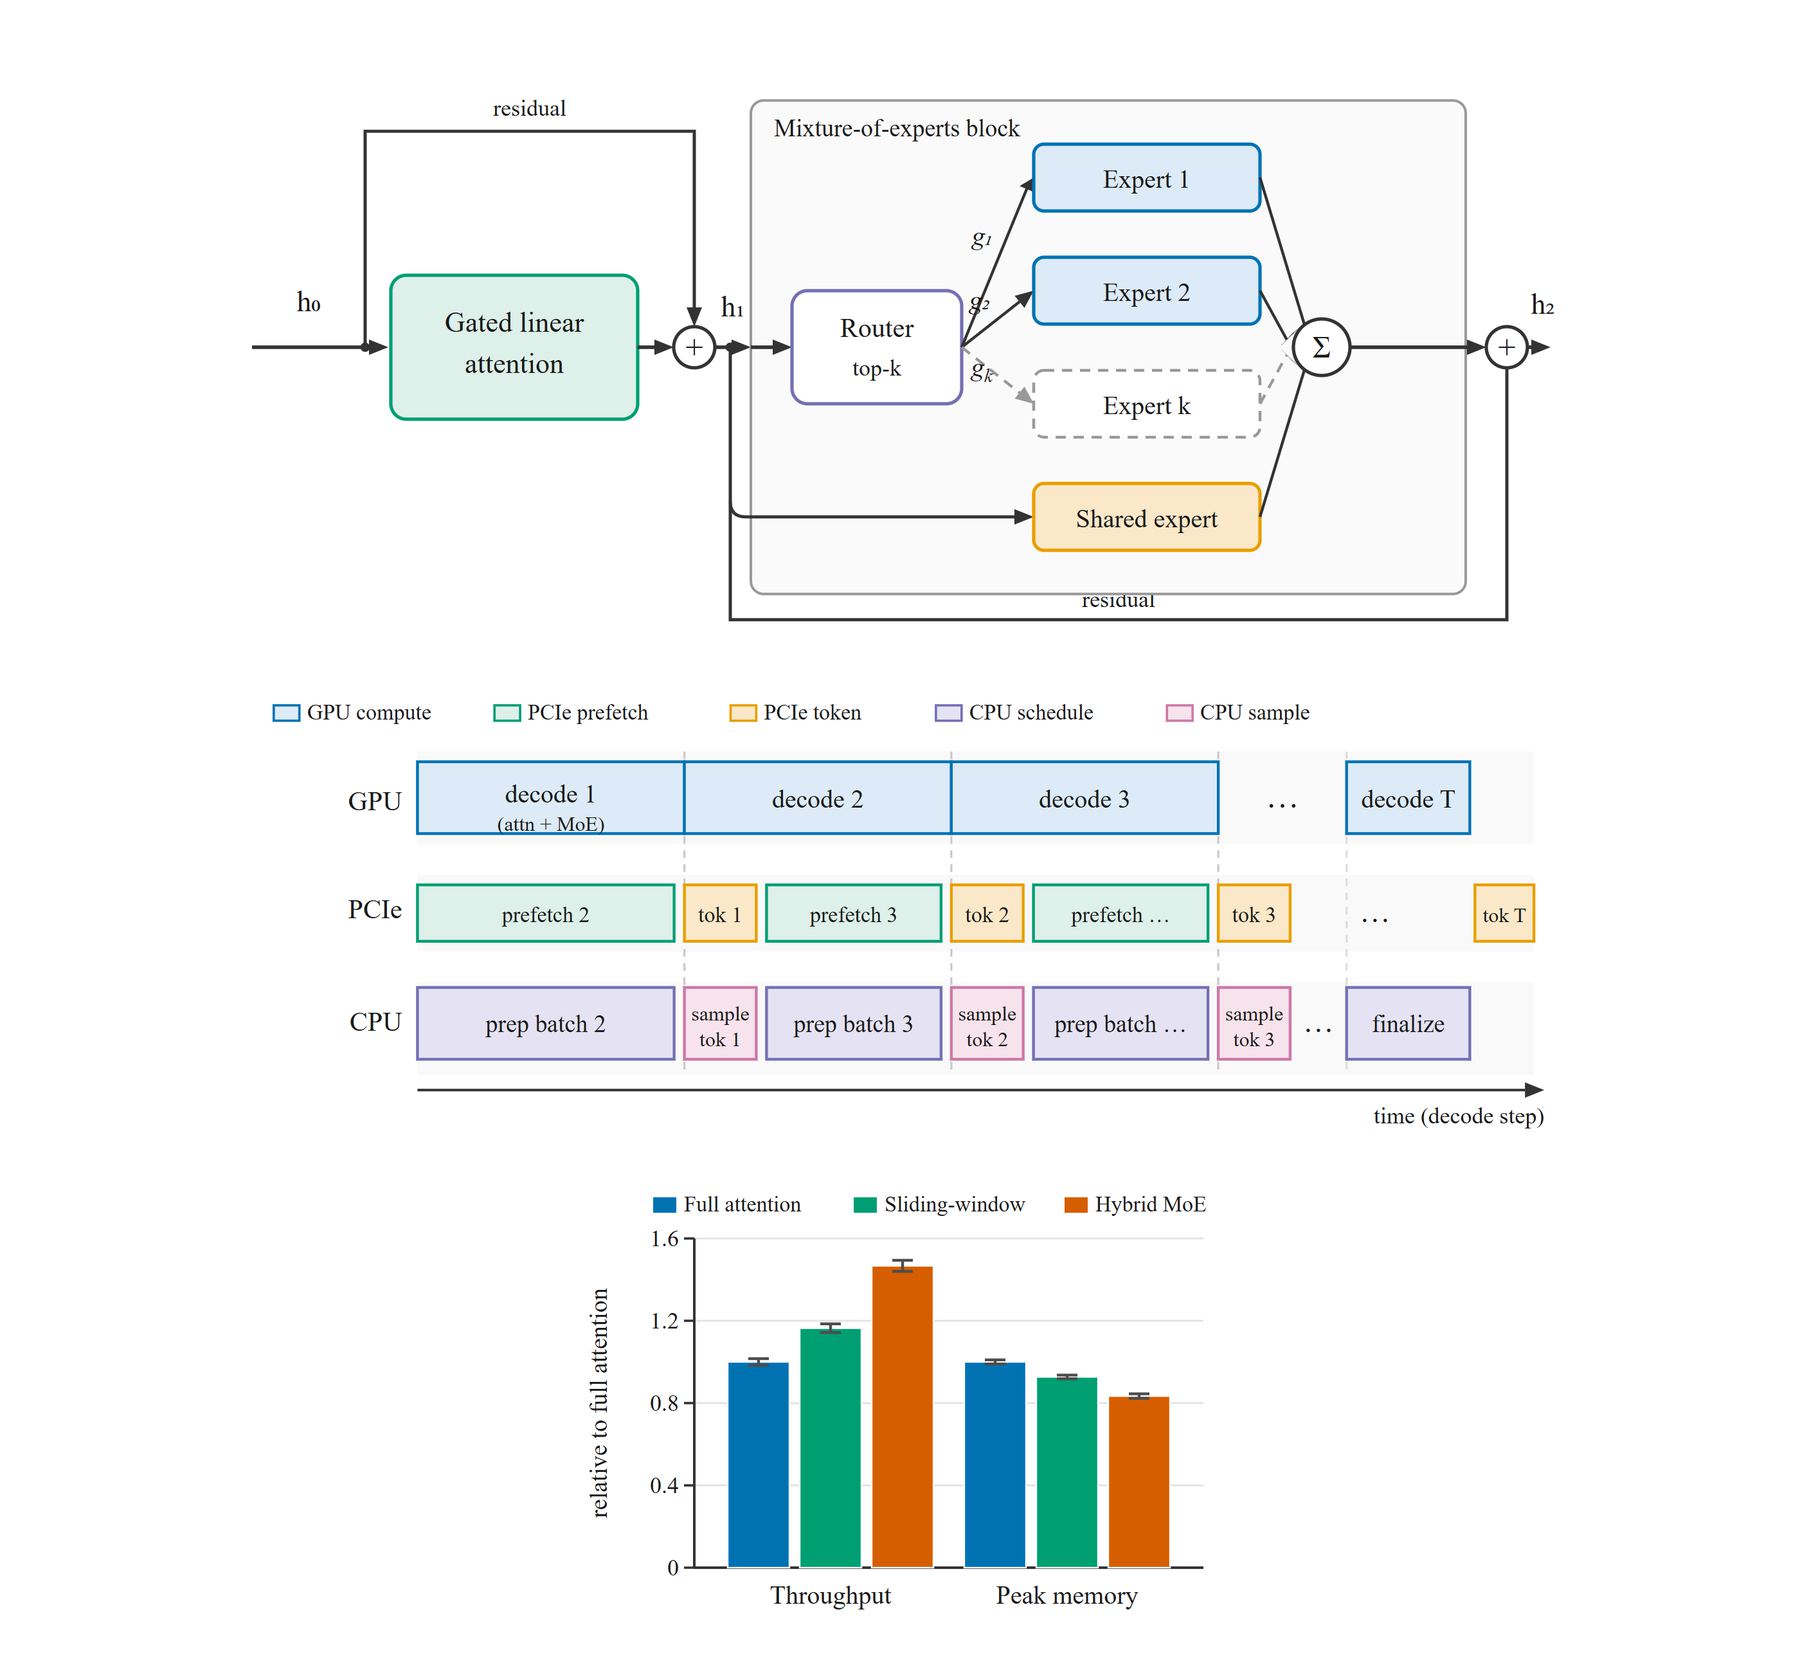 residual
Mixture-of-experts block
Expert 1
g₁
Expert 2
g₂
h₀
Gated linear
attention
h₁
Router
top-k
gₖ
Expert k
Σ
+
+
h₂
Shared expert
residual
GPU compute
PCIe prefetch
PCIe token
CPU schedule
CPU sample
GPU
decode 1
(attn + MoE)
decode 2
decode 3
…
decode T
PCIe
prefetch 2
tok 1
prefetch 3
tok 2
prefetch …
tok 3
…
tok T
CPU
prep batch 2
sample
tok 1
prep batch 3
sample
tok 2
prep batch …
sample
tok 3
…
finalize
time (decode step)
Full attention
Sliding-window
Hybrid MoE
relative to full attention
1.6
1.2
0.8
0.4
0
Throughput
Peak memory